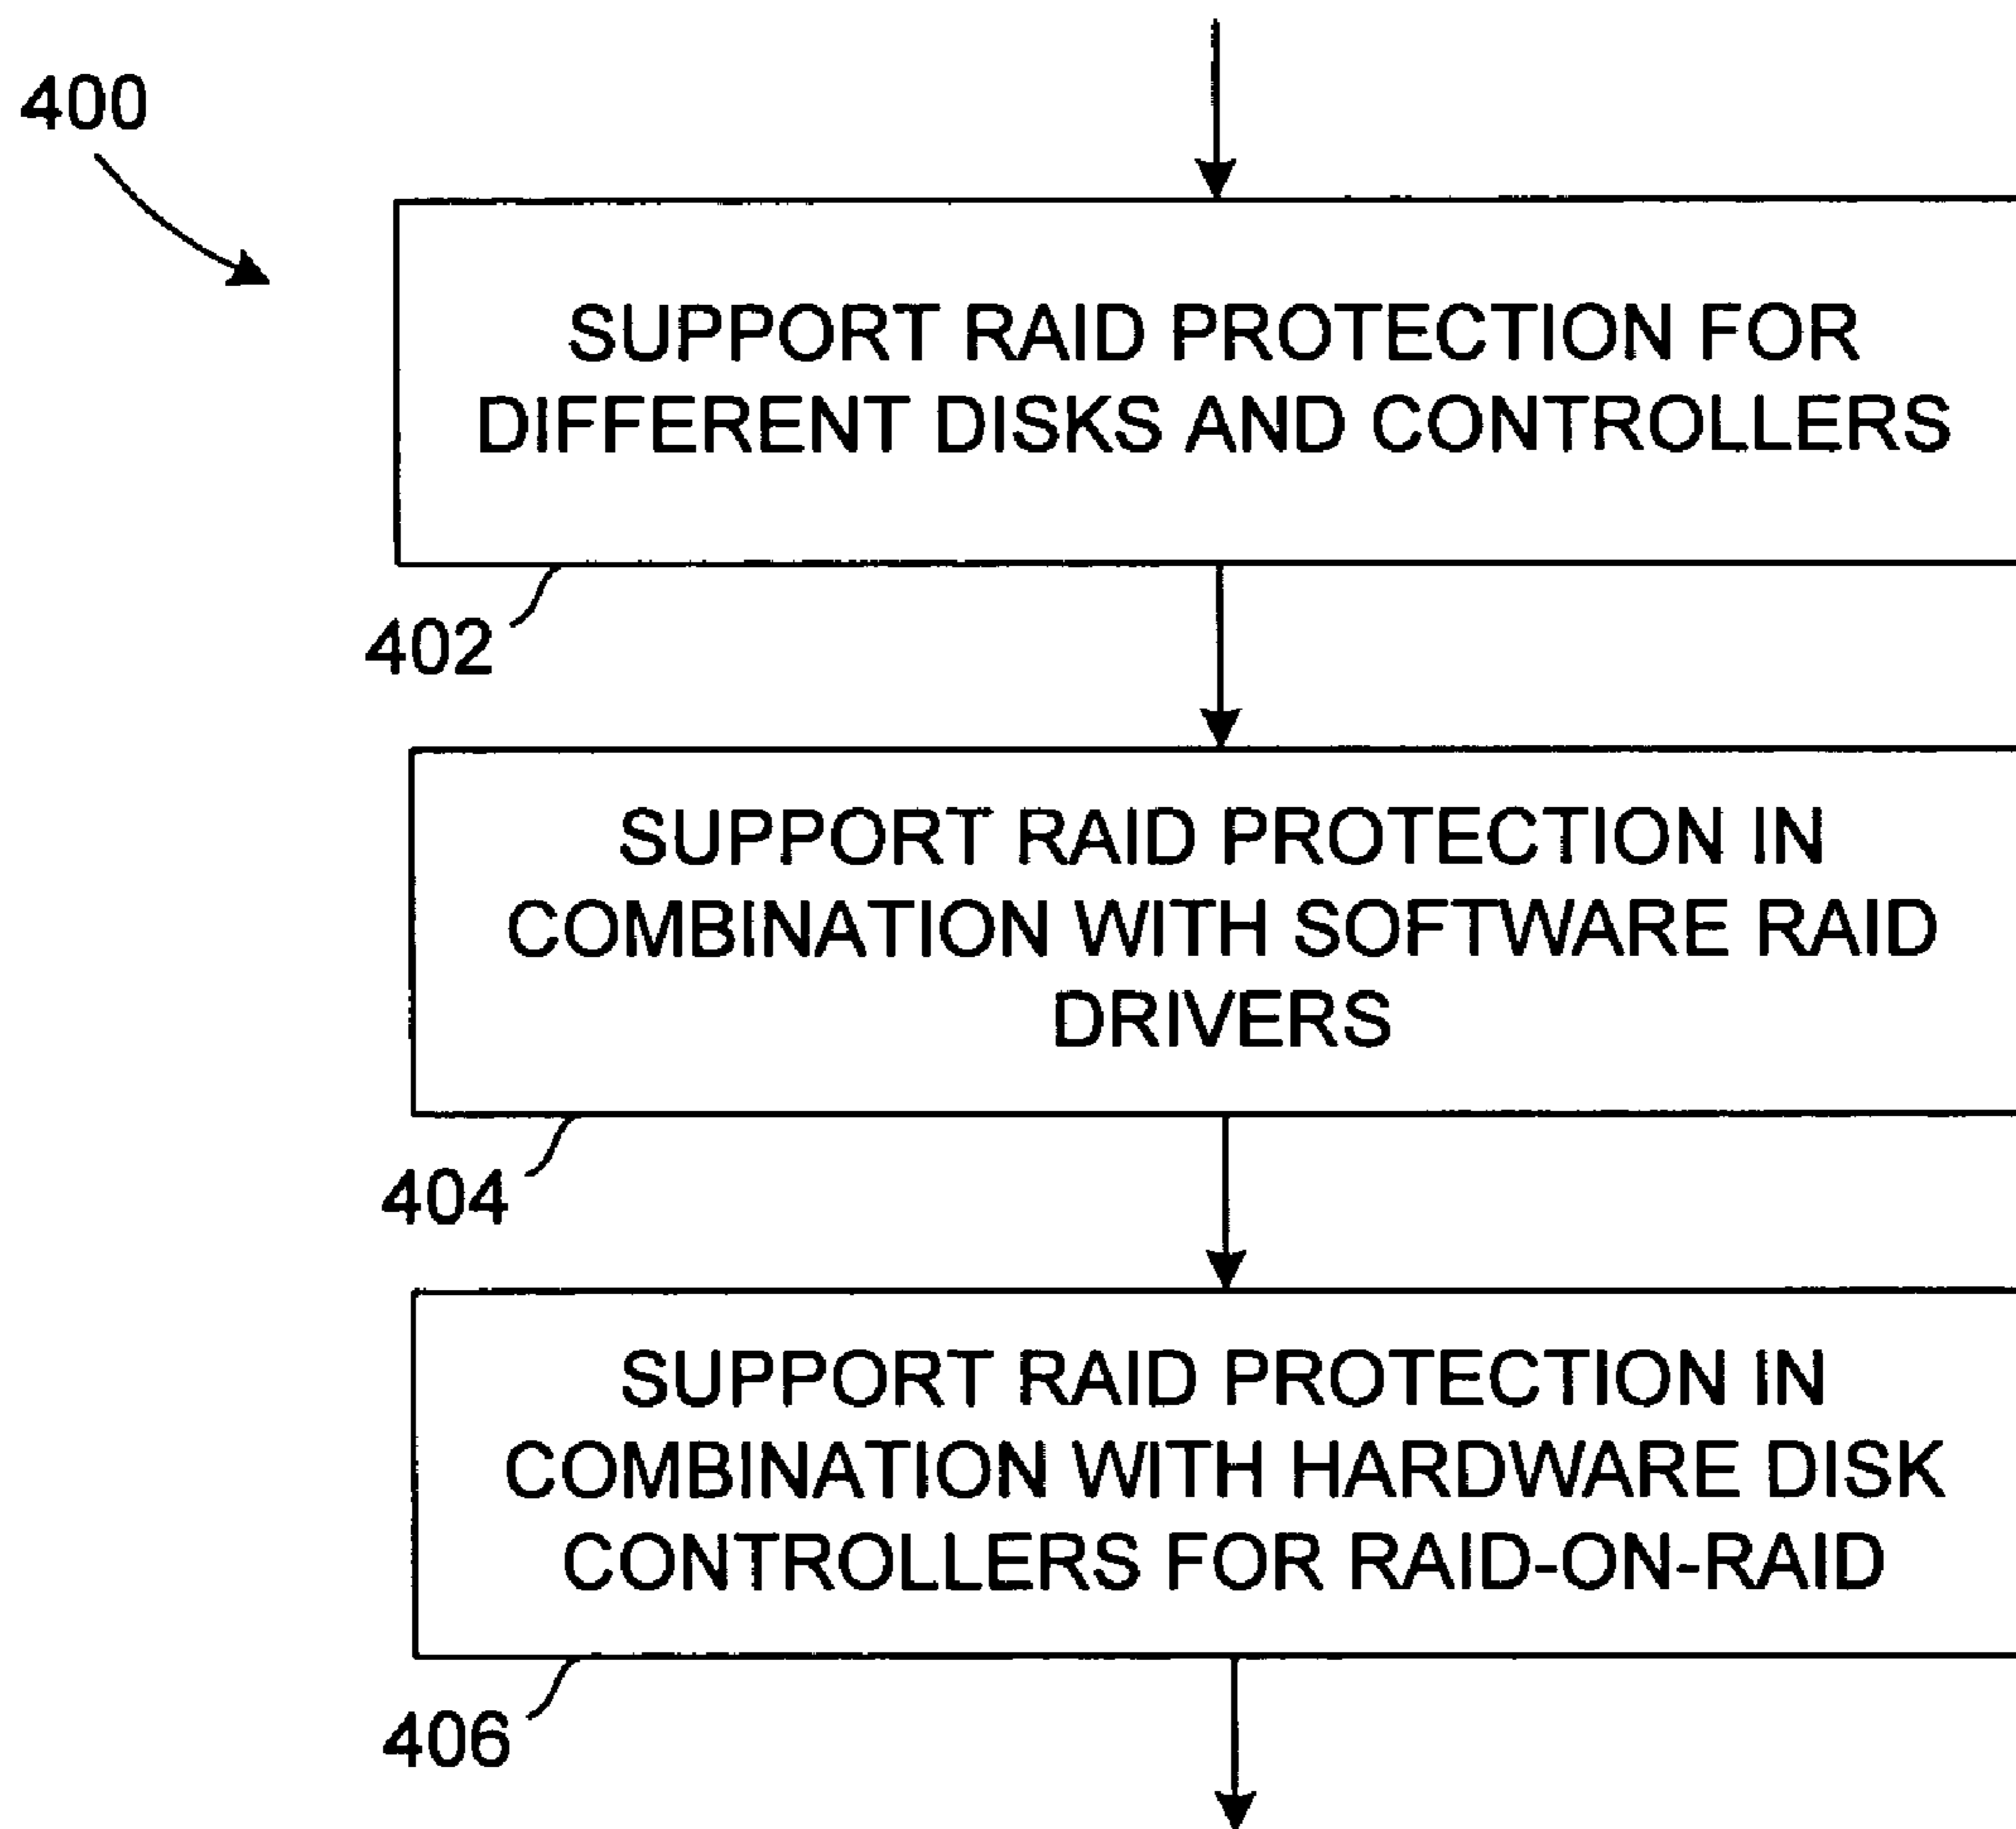 400
SUPPORT RAID PROTECTION FOR
DIFFERENT DISKS AND CONTROLLERS
402
SUPPORT RAID PROTECTION IN
COMBINATION WITH SOFTWARE RAID
DRIVERS
404
SUPPORT RAID PROTECTION IN
COMBINATION WITH HARDWARE DISK
CONTROLLERS FOR RAID-ON-RAID
406